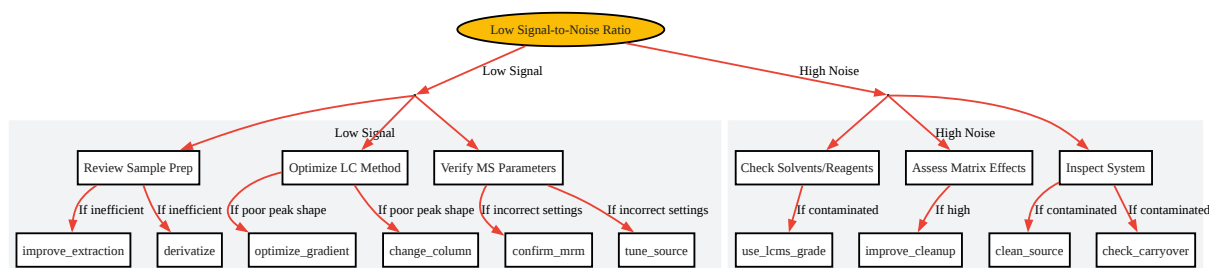 Low Signal-to-Noise Ratio
Low Signal
High Noise
Low Signal
High Noise
Review Sample Prep
Optimize LC Method
Verify MS Parameters
Check Solvents/Reagents
Assess Matrix Effects
Inspect System
If inefficient
If inefficient
If poor peak shape
If poor peak shape
If incorrect settings
If incorrect settings
If contaminated
If high
If contaminated
If contaminated
improve_extraction
derivatize
optimize_gradient
change_column
confirm_mrm
tune_source
use_lcms_grade
improve_cleanup
clean_source
check_carryover